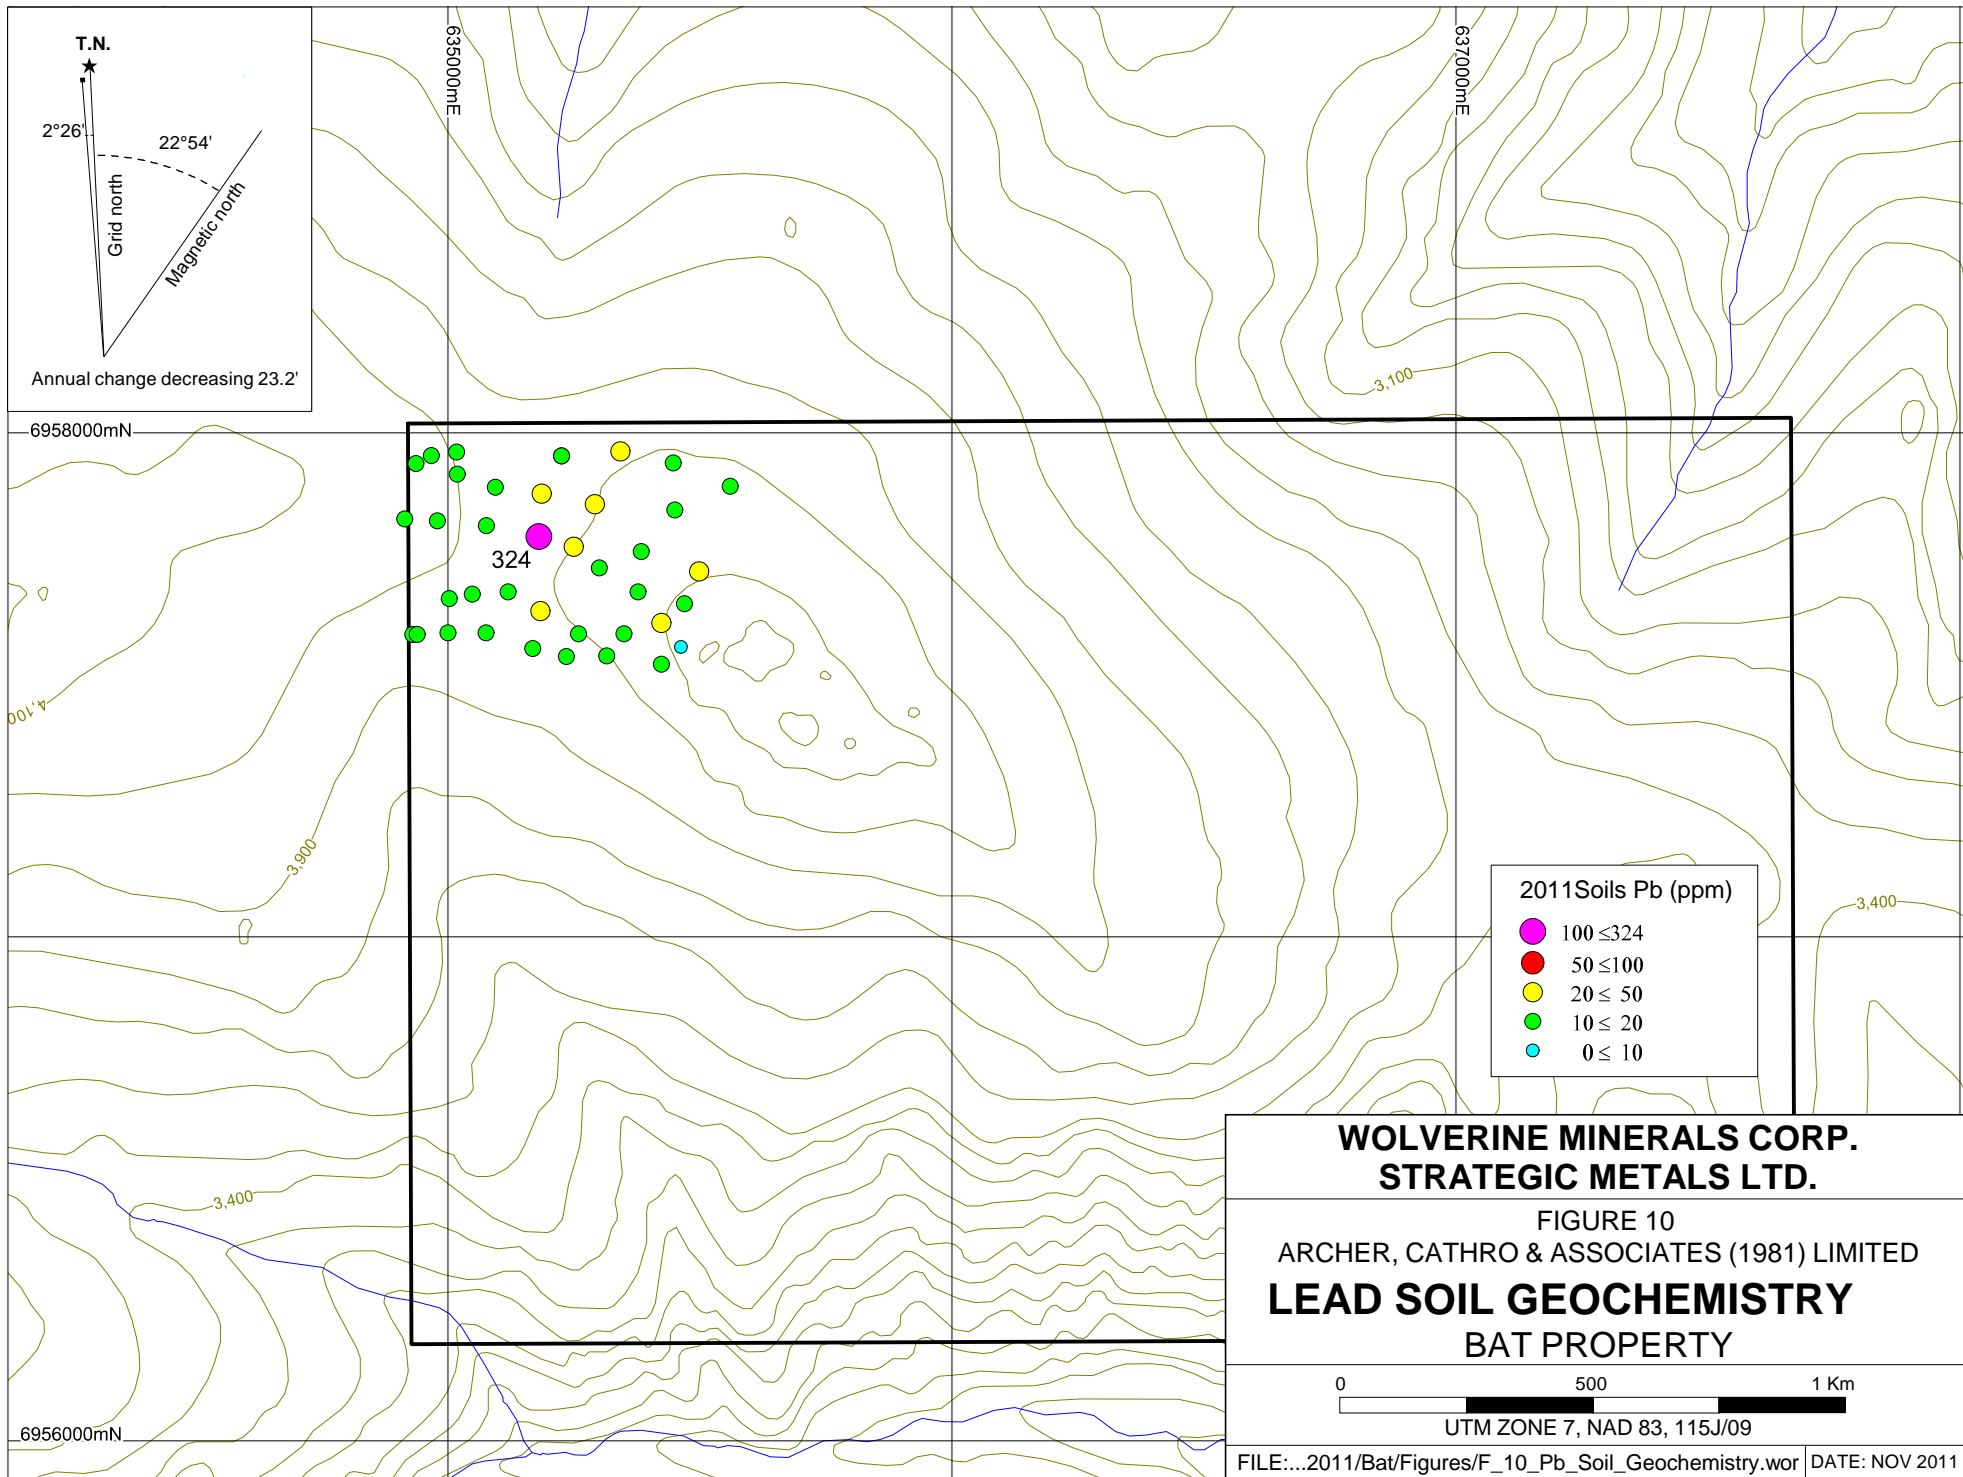 T.N.
2°26'
22°54'
Grid north
Magnetic north
Annual change decreasing 23.2'
635000mE
637000mE
3,100
6958000mN
324
4,100
3,900
2011Soils Pb (ppm)
100 ≤324
50 ≤100
20 ≤ 50
10 ≤ 20
0 ≤ 10
3,400
3,400
WOLVERINE MINERALS CORP.
STRATEGIC METALS LTD.
FIGURE 10
ARCHER, CATHRO & ASSOCIATES (1981) LIMITED
LEAD SOIL GEOCHEMISTRY
BAT PROPERTY
0 500 1 Km
UTM ZONE 7, NAD 83, 115J/09
6956000mN
FILE:...2011/Bat/Figures/F_10_Pb_Soil_Geochemistry.wor DATE: NOV 2011